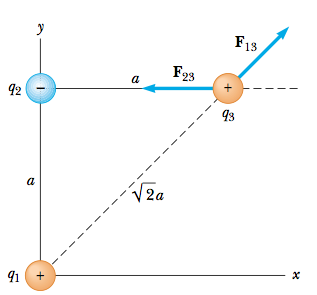 y
F₁₃
a
F₂₃
q₂
−
+
q₃
a
√2a
q₁
+
x